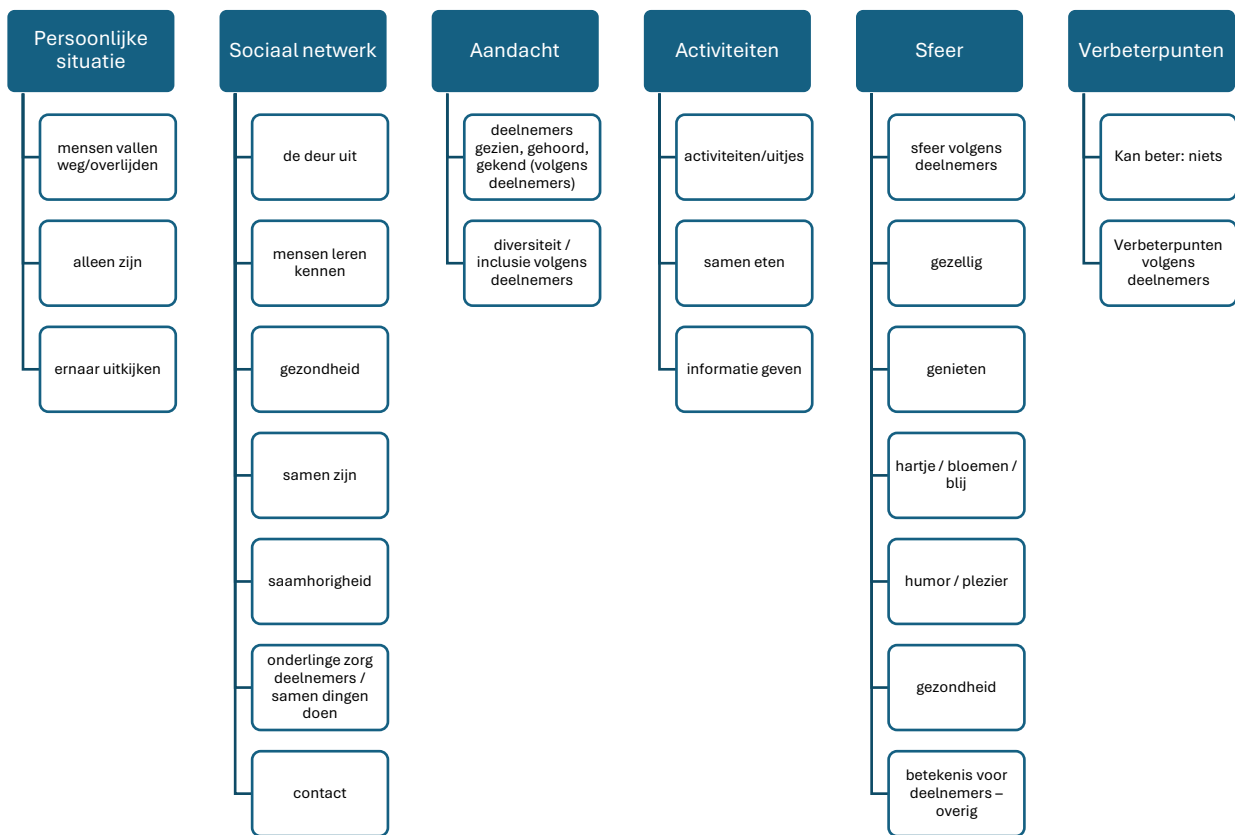 Persoonlijke
situatie
mensen vallen
weg/overlijden
alleen zijn
ernaar uitkijken
Sociaal netwerk
de deur uit
mensen leren
kennen
gezondheid
samen zijn
saamhorigheid
onderlinge zorg
deelnemers /
samen dingen
doen
contact
Aandacht
deelnemers
gezien, gehoord,
gekend (volgens
deelnemers)
diversiteit /
inclusie volgens
deelnemers
Activiteiten
activiteiten/uitjes
samen eten
informatie geven
Sfeer
sfeer volgens
deelnemers
gezellig
genieten
hartje / bloemen /
blij
humor / plezier
gezondheid
betekenis voor
deelnemers –
overig
Verbeterpunten
Kan beter: niets
Verbeterpunten
volgens
deelnemers